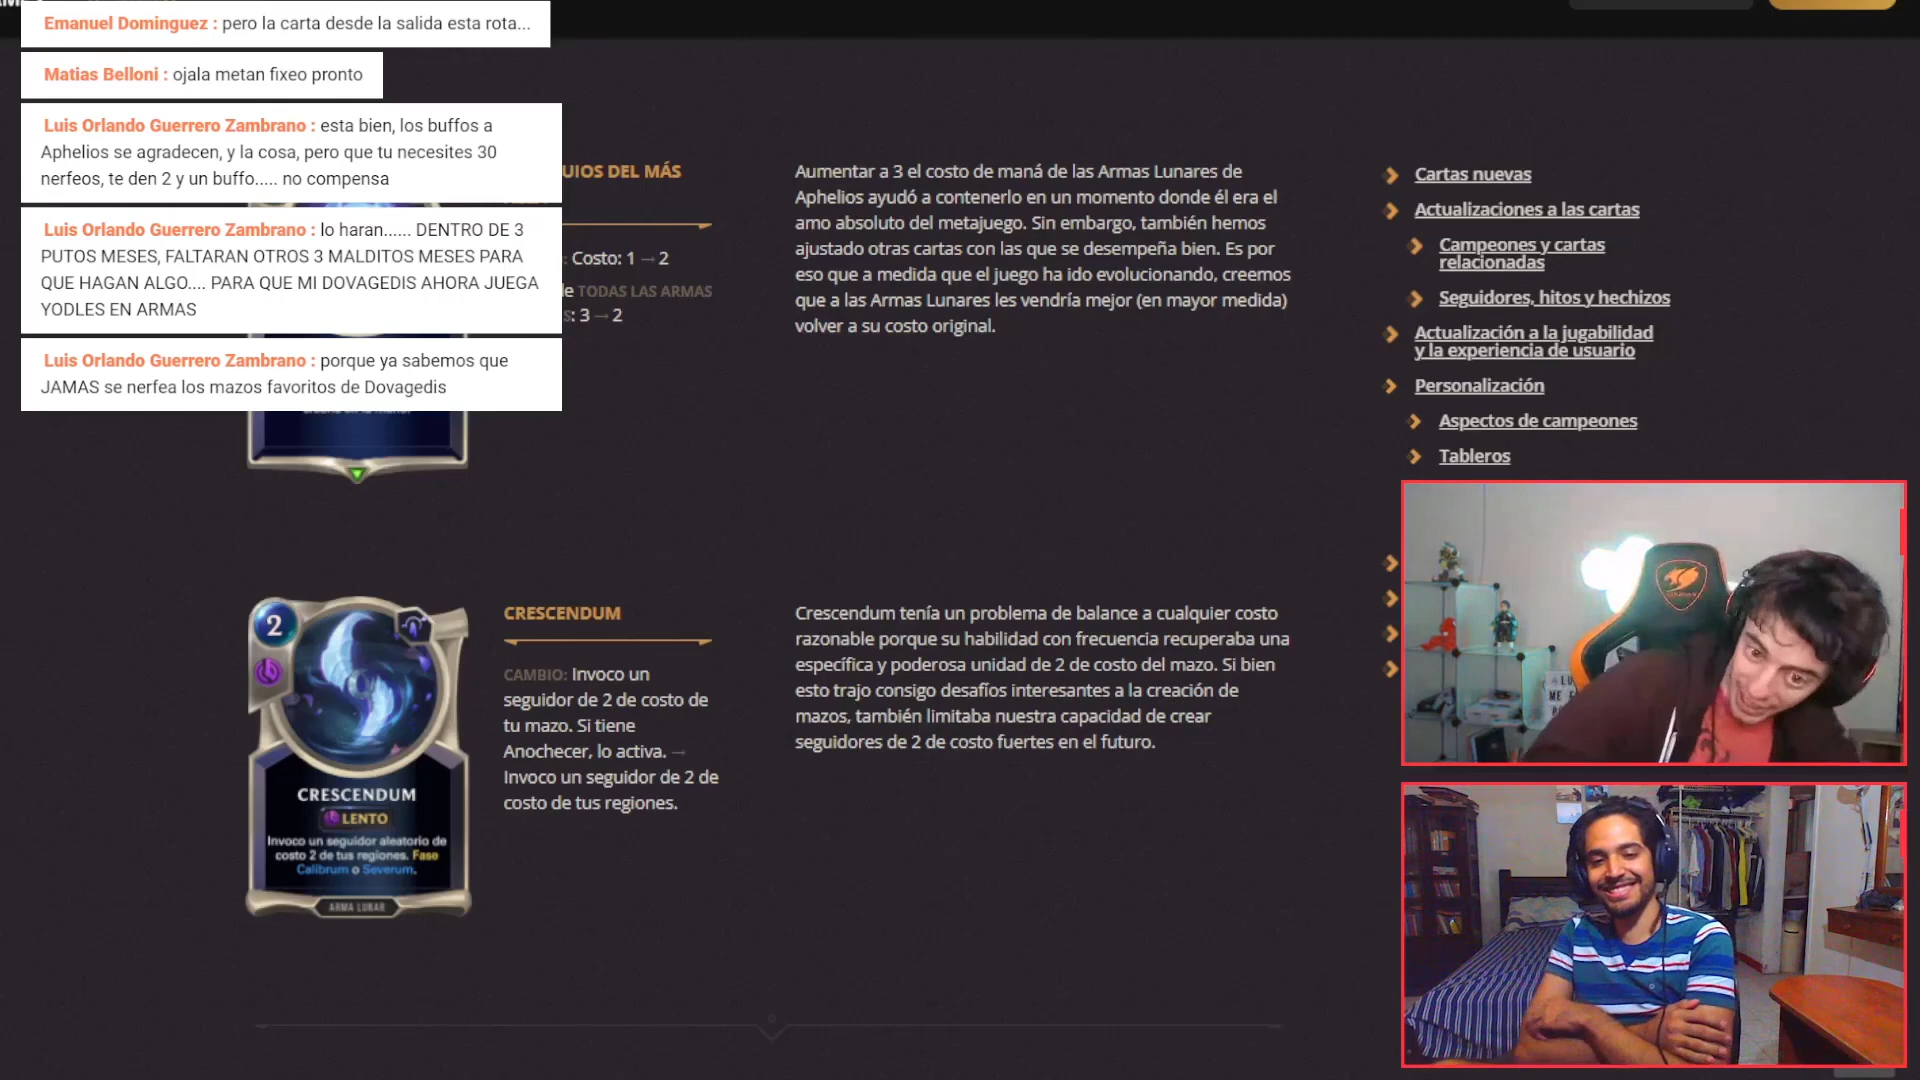 Emanuel Dominguez : pero la carta desde la salida esta rota...
Matias Belloni : ojala metan fixeo pronto
Luis Orlando Guerrero Zambrano : esta bien, los buffos a
Aphelios se agradecen, y la cosa, pero que tu necesites 30
nerfeos, te den 2 y un buffo..... no compensa
Luis Orlando Guerrero Zambrano : lo haran...... DENTRO DE 3
PUTOS MESES, FALTARAN OTROS 3 MALDITOS MESES PARA
QUE HAGAN ALGO.... PARA QUE MI DOVAGEDIS AHORA JUEGA
YODLES EN ARMAS
Luis Orlando Guerrero Zambrano : porque ya sabemos que
JAMAS se nerfea los mazos favoritos de Dovagedis
UIOS DEL MÁS
: Costo: 1 → 2
de TODAS LAS ARMAS
S: 3 → 2
Aumentar a 3 el costo de maná de las Armas Lunares de
Aphelios ayudó a contenerlo en un momento donde él era el
amo absoluto del metajuego. Sin embargo, también hemos
ajustado otras cartas con las que se desempeña bien. Es por
eso que a medida que el juego ha ido evolucionando, creemos
que a las Armas Lunares les vendría mejor (en mayor medida)
volver a su costo original.
2
CRESCENDUM
LENTO
Invoco un seguidor aleatorio de
costo 2 de tus regiones. Fase
Calibrum o Severum.
ARMA LUNAR
CRESCENDUM
CAMBIO: Invoco un
seguidor de 2 de costo de
tu mazo. Si tiene
Anochecer, lo activa. →
Invoco un seguidor de 2 de
costo de tus regiones.
Crescendum tenía un problema de balance a cualquier costo
razonable porque su habilidad con frecuencia recuperaba una
específica y poderosa unidad de 2 de costo del mazo. Si bien
esto trajo consigo desafíos interesantes a la creación de
mazos, también limitaba nuestra capacidad de crear
seguidores de 2 de costo fuertes en el futuro.
Cartas nuevas
Actualizaciones a las cartas
Campeones y cartas
relacionadas
Seguidores, hitos y hechizos
Actualización a la jugabilidad
y la experiencia de usuario
Personalización
Aspectos de campeones
Tableros